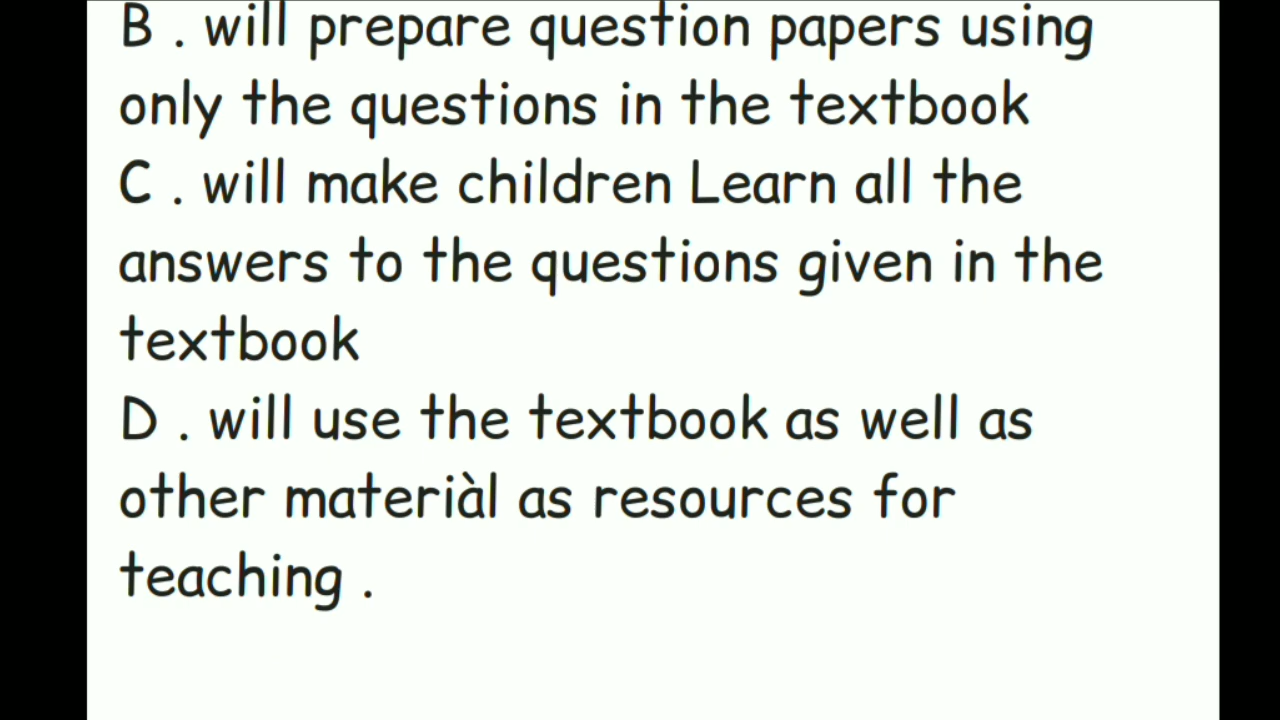 B . will prepare question papers using
only the questions in the textbook
C . will make children Learn all the
answers to the questions given in the
textbook
D . will use the textbook as well as
other materiàl as resources for
teaching .